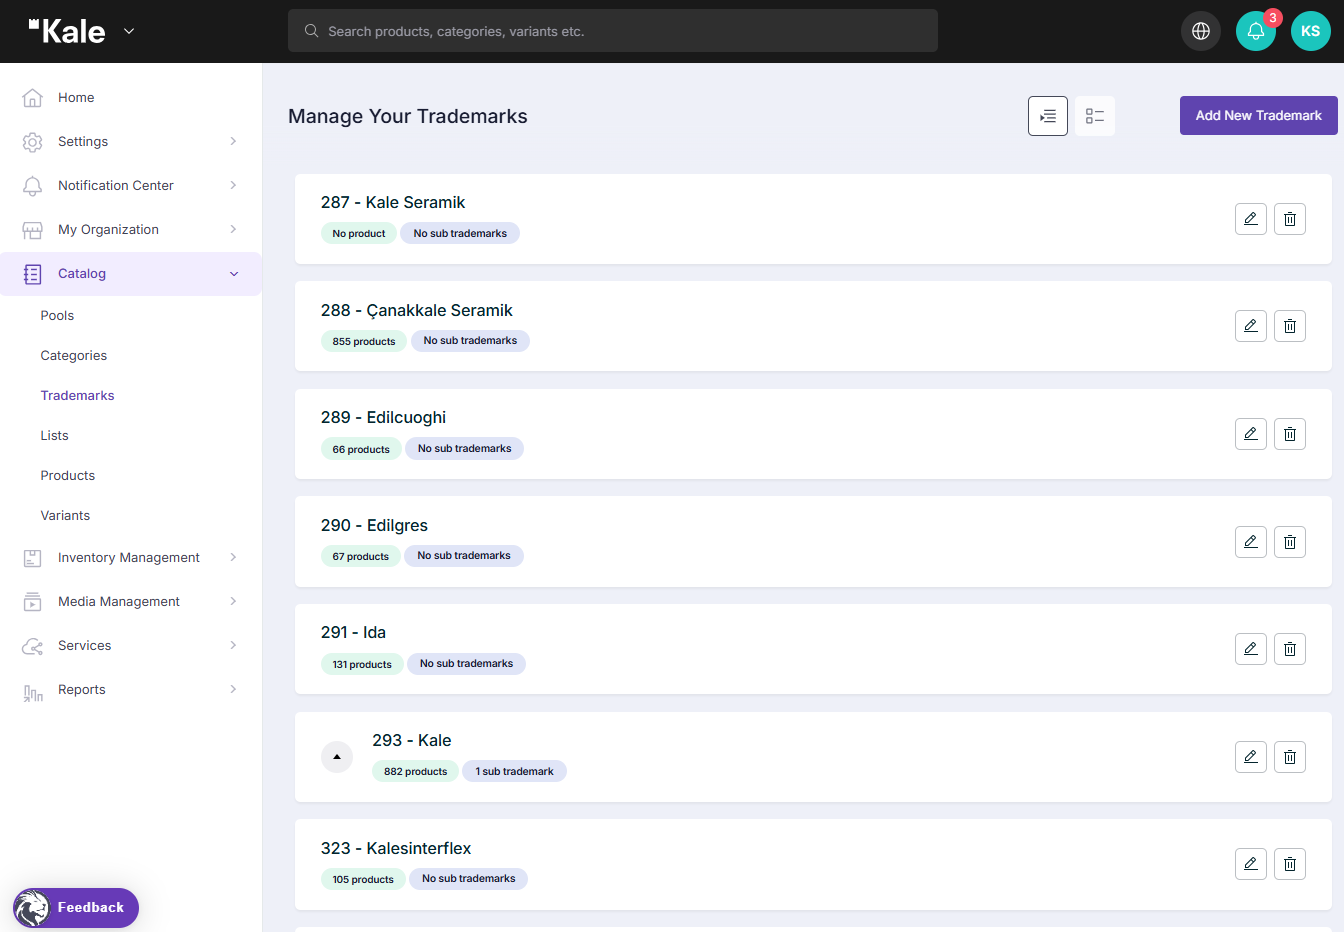 Kale
Search products, categories, variants etc.
3
KS
Home
Settings
Notification Center
My Organization
Catalog
Pools
Categories
Trademarks
Lists
Products
Variants
Inventory Management
Media Management
Services
Reports
Feedback
Manage Your Trademarks
Add New Trademark
287 - Kale Seramik
No product No sub trademarks
288 - Çanakkale Seramik
855 products No sub trademarks
289 - Edilcuoghi
66 products No sub trademarks
290 - Edilgres
67 products No sub trademarks
291 - Ida
131 products No sub trademarks
293 - Kale
882 products 1 sub trademark
323 - Kalesinterflex
105 products No sub trademarks